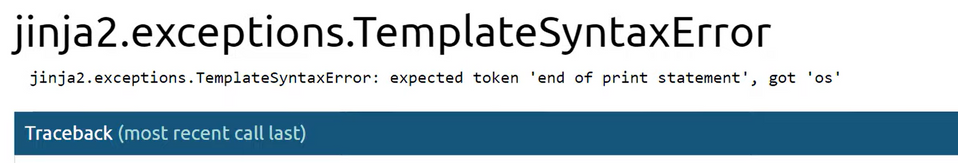 jinja2.exceptions.TemplateSyntaxError
jinja2.exceptions.TemplateSyntaxError: expected token 'end of print statement', got 'os'
Traceback (most recent call last)